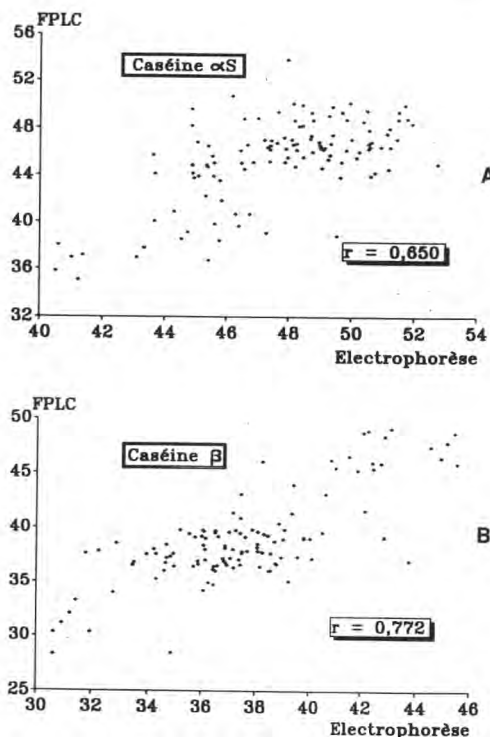 FPLC
56
Caséine αS
52
48
44
A
40
r = 0,650
36
32
40 42 44 46 48 50 52 54
Electrophorèse
FPLC
50
Caséine β
45
40
B
35
30
r = 0,772
25
30 32 34 36 38 40 42 44 46
Electrophorèse